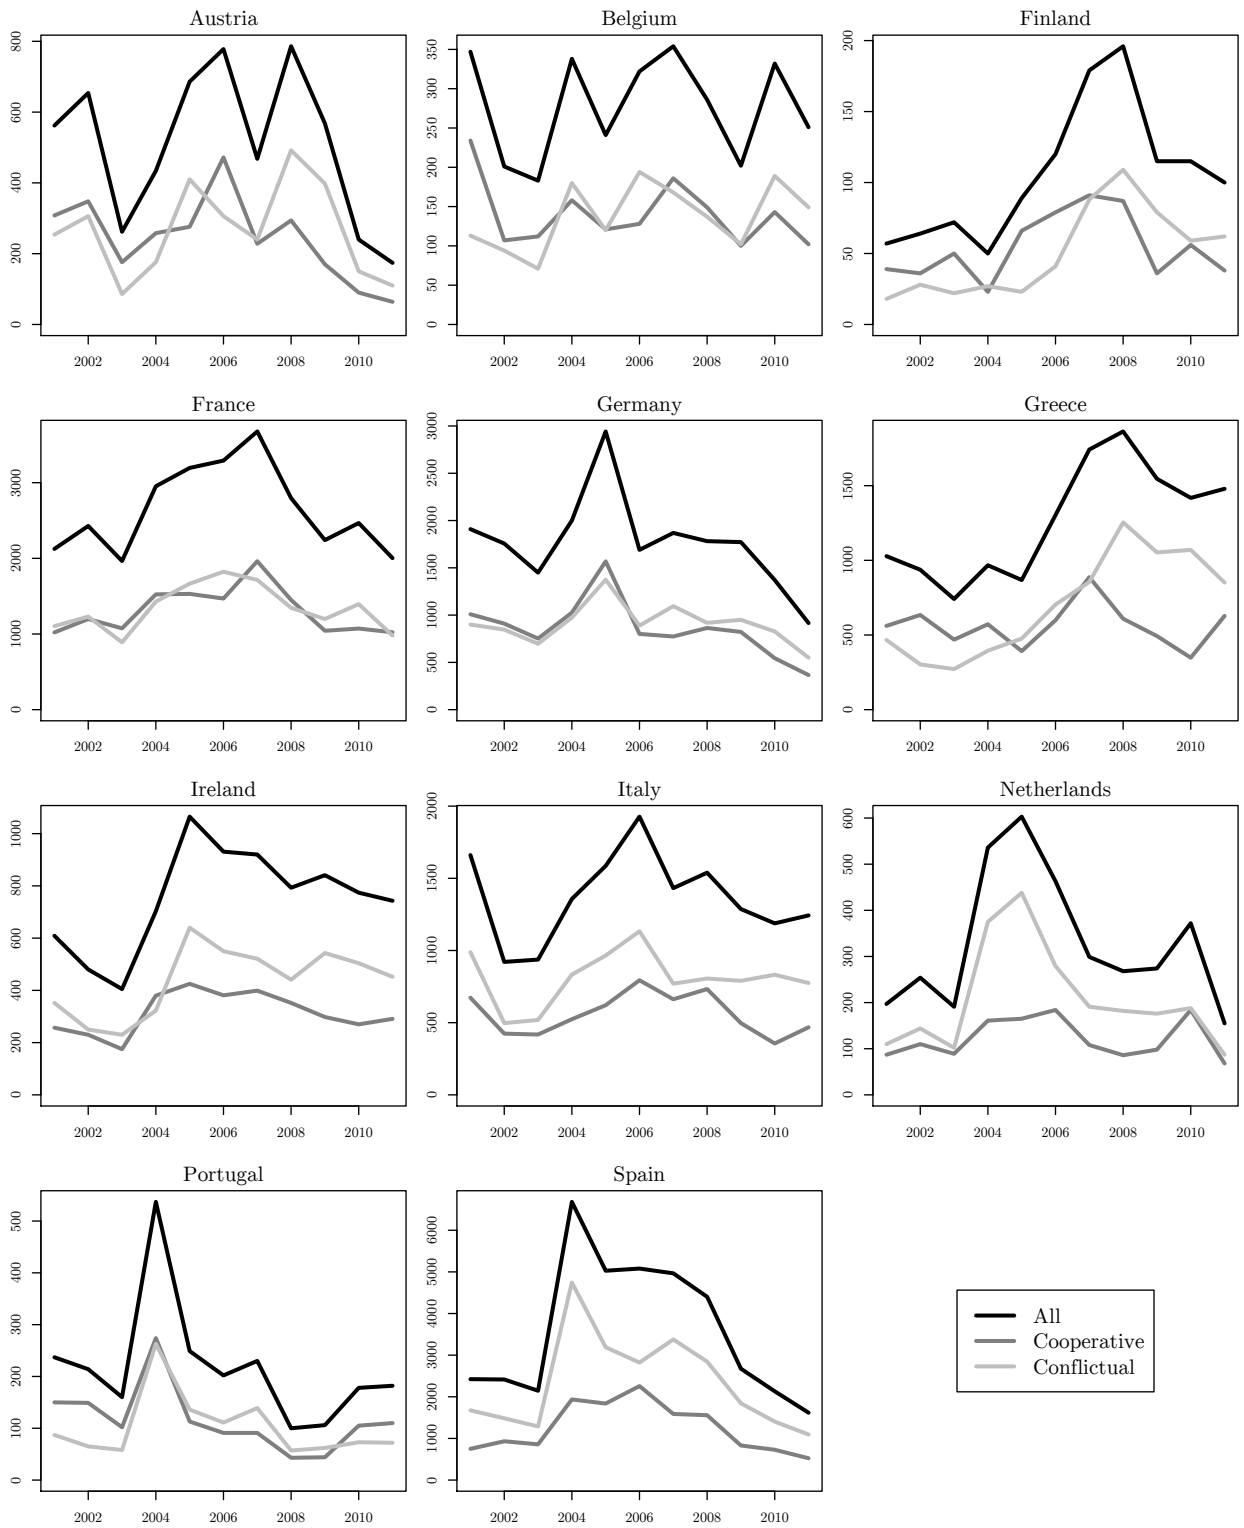 Austria
0 200 400 600 800
2002 2004 2006 2008 2010
Belgium
0 50 100 150 200 250 300 350
2002 2004 2006 2008 2010
Finland
0 50 100 150 200
2002 2004 2006 2008 2010
France
0 1000 2000 3000
2002 2004 2006 2008 2010
Germany
0 500 1000 1500 2000 2500 3000
2002 2004 2006 2008 2010
Greece
0 500 1000 1500
2002 2004 2006 2008 2010
Ireland
0 200 400 600 800 1000
2002 2004 2006 2008 2010
Italy
0 500 1000 1500 2000
2002 2004 2006 2008 2010
Netherlands
0 100 200 300 400 500 600
2002 2004 2006 2008 2010
Portugal
0 100 200 300 400 500
2002 2004 2006 2008 2010
Spain
0 1000 2000 3000 4000 5000 6000
2002 2004 2006 2008 2010
All
Cooperative
Conflictual